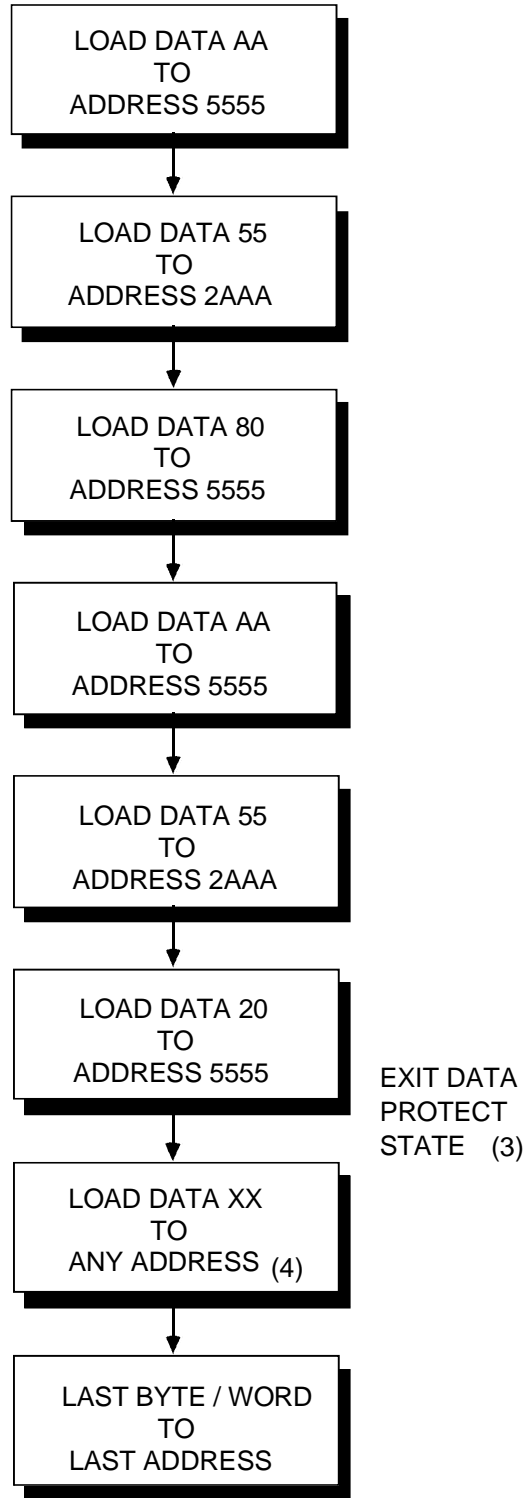 LOAD DATA AA
TO
ADDRESS 5555
LOAD DATA 55
TO
ADDRESS 2AAA
LOAD DATA 80
TO
ADDRESS 5555
LOAD DATA AA
TO
ADDRESS 5555
LOAD DATA 55
TO
ADDRESS 2AAA
LOAD DATA 20
TO
ADDRESS 5555
EXIT DATA
PROTECT
STATE (3)
LOAD DATA XX
TO
ANY ADDRESS (4)
LAST BYTE / WORD
TO
LAST ADDRESS